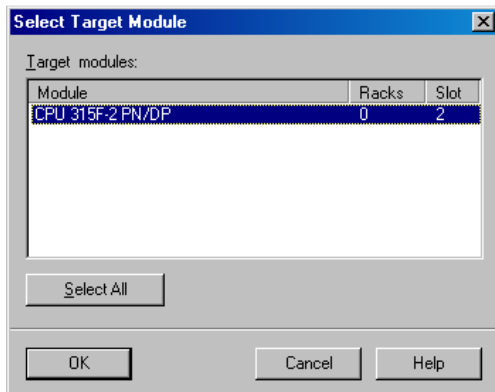 Select Target Module
Target modules:
Module Racks Slot
CPU 315F-2 PN/DP 0 2
Select All
OK Cancel Help